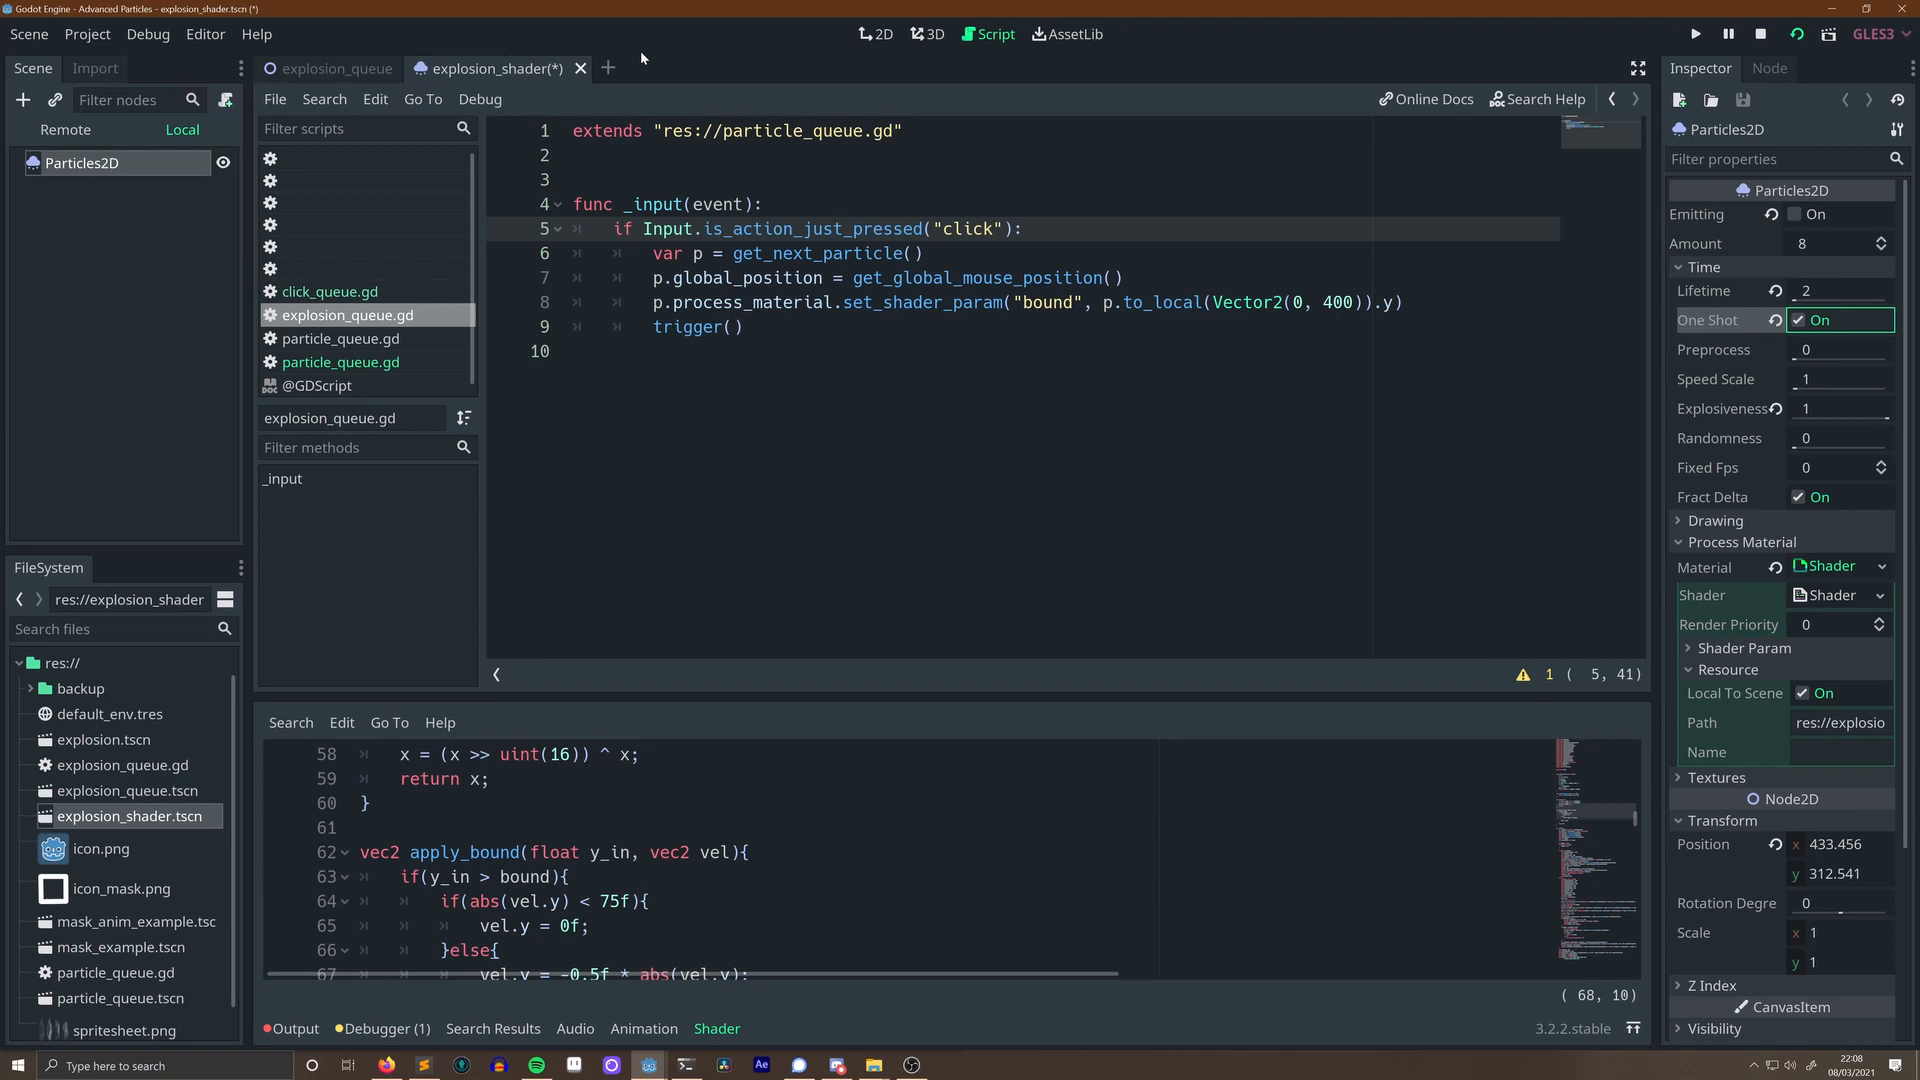 Godot Engine - Advanced Particles - explosion_shader.tscn (*)
Scene Project Debug Editor Help
2D 3D Script AssetLib
GLES3
Scene Import
Filter nodes
Remote Local
Particles2D
explosion_queue explosion_shader(*)
File Search Edit Go To Debug
Online Docs Search Help
Filter scripts
click_queue.gd
explosion_queue.gd
particle_queue.gd
particle_queue.gd
@GDScript
explosion_queue.gd
Filter methods
_input
1 extends "res://particle_queue.gd"
2
3
4 func _input(event):
5 if Input.is_action_just_pressed("click"):
6 var p = get_next_particle()
7 p.global_position = get_global_mouse_position()
8 p.process_material.set_shader_param("bound", p.to_local(Vector2(0, 400)).y)
9 trigger()
10
1 ( 5, 41)
Search Edit Go To Help
58 x = (x >> uint(16)) ^ x;
59 return x;
60 }
61
62 vec2 apply_bound(float y_in, vec2 vel){
63 if(y_in > bound){
64 if(abs(vel.y) < 75f){
65 vel.y = 0f;
66 }else{
67 vel.y = -0.5f * abs(vel.y);
( 68, 10)
Output Debugger (1) Search Results Audio Animation Shader
3.2.2.stable
FileSystem
res://explosion_shader
Search files
res://
backup
default_env.tres
explosion.tscn
explosion_queue.gd
explosion_queue.tscn
explosion_shader.tscn
icon.png
icon_mask.png
mask_anim_example.tsc
mask_example.tscn
particle_queue.gd
particle_queue.tscn
spritesheet.png
Inspector Node
Particles2D
Filter properties
Particles2D
Emitting On
Amount 8
Time
Lifetime 2
One Shot On
Preprocess 0
Speed Scale 1
Explosiveness 1
Randomness 0
Fixed Fps 0
Fract Delta On
Drawing
Process Material
Material Shader
Shader Shader
Render Priority 0
Shader Param
Resource
Local To Scene On
Path res://explosio
Name
Textures
Node2D
Transform
Position x 433.456
y 312.541
Rotation Degre 0
Scale x 1
y 1
Z Index
CanvasItem
Visibility
Type here to search
Ae
22:08
08/03/2021